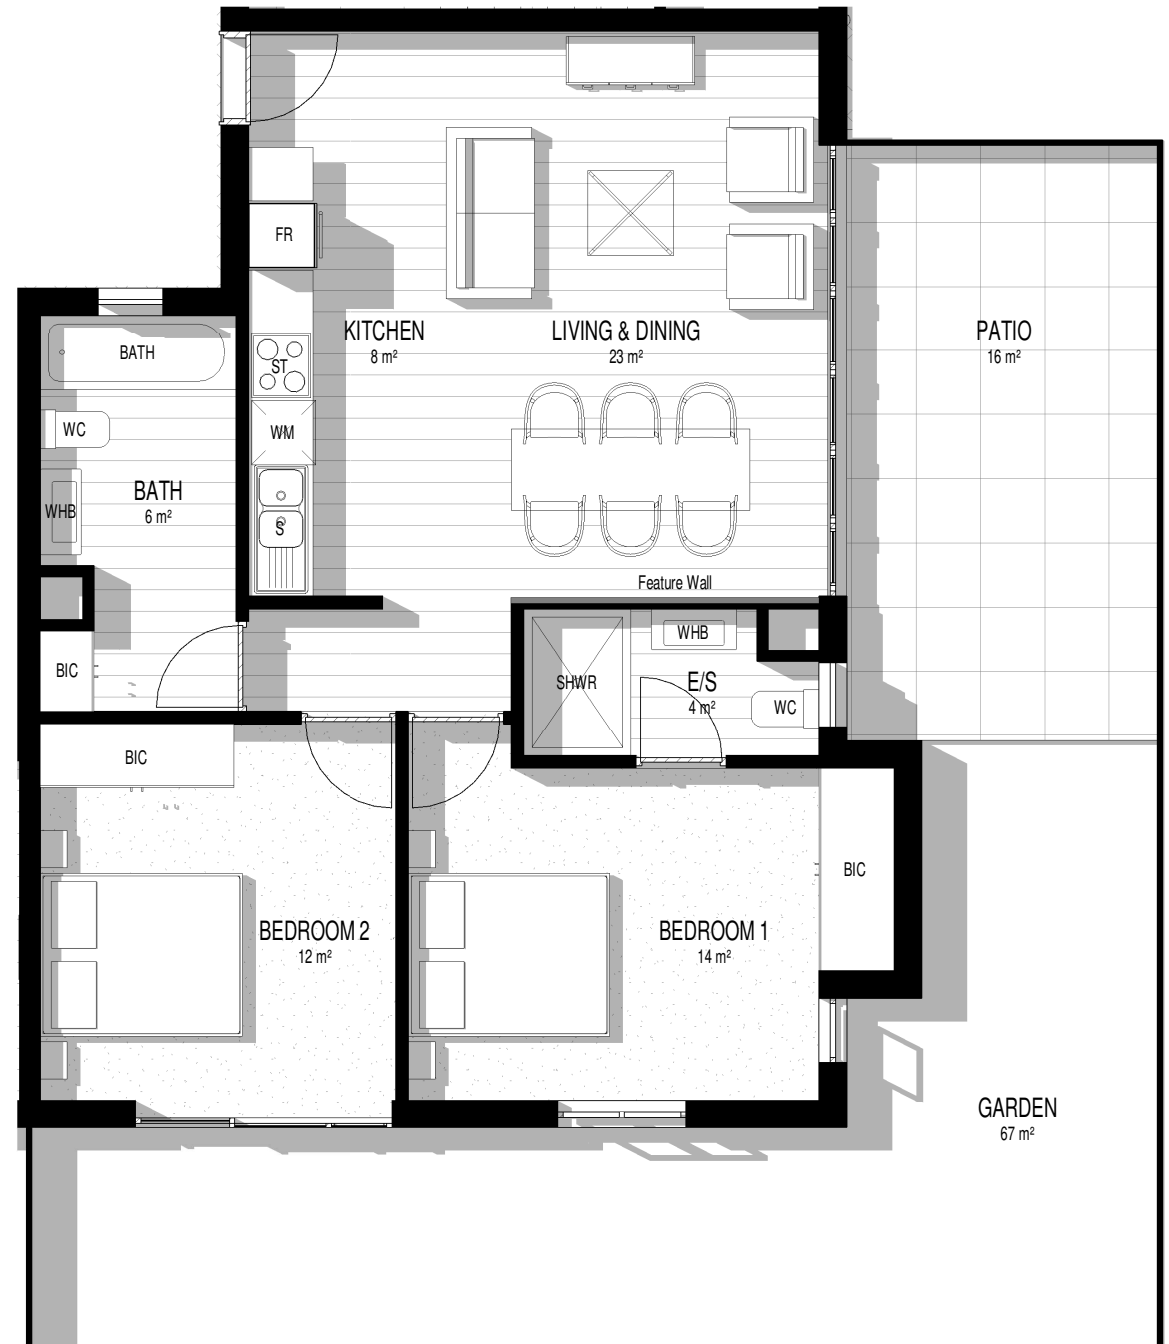 FR
KITCHEN
8 m²
LIVING & DINING
23 m²
PATIO
16 m²
BATH
ST
WC
WM
BATH
6 m²
WHB
S
Feature Wall
WHB
BIC
SHWR
E/S
4 m²
WC
BIC
BIC
BEDROOM 2
12 m²
BEDROOM 1
14 m²
GARDEN
67 m²